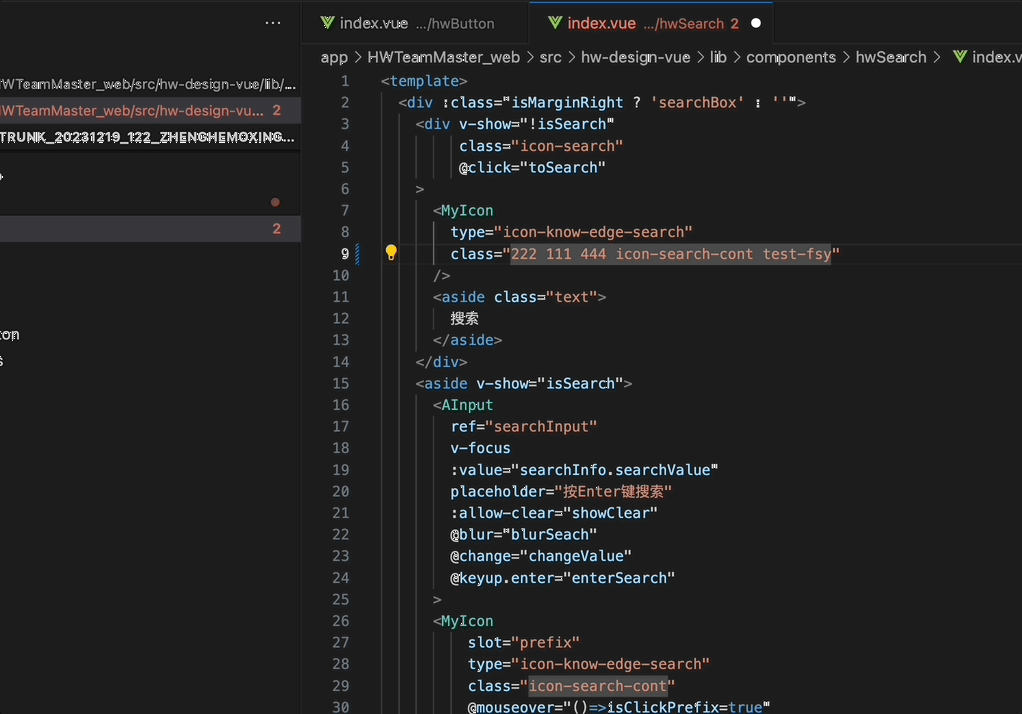 ··· index.vue .../hwButton index.vue .../hwSearch 2
app > HWTeamMaster_web > src > hw-design-vue > lib > components > hwSearch > index.v
WTeamMaster_web/src/hw-design-vue/lib/...
WTeamMaster_web/src/hw-design-vu... 2
TRUNK_20231219_122_ZHENGHEMOXING...
2
1 <template>
2 <div :class="isMarginRight ? 'searchBox' : ''">
3 <div v-show="!isSearch"
4 class="icon-search"
5 @click="toSearch"
6 >
7 <MyIcon
8 type="icon-know-edge-search"
9 class="222 111 444 icon-search-cont test-fsy"
10 />
11 <aside class="text">
12 搜索
13 </aside>
14 </div>
15 <aside v-show="isSearch">
16 <AInput
17 ref="searchInput"
18 v-focus
19 :value="searchInfo.searchValue"
20 placeholder="按Enter键搜索"
21 :allow-clear="showClear"
22 @blur="blurSeach"
23 @change="changeValue"
24 @keyup.enter="enterSearch"
25 >
26 <MyIcon
27 slot="prefix"
28 type="icon-know-edge-search"
29 class="icon-search-cont"
30 @mouseover="()=>isClickPrefix=true"